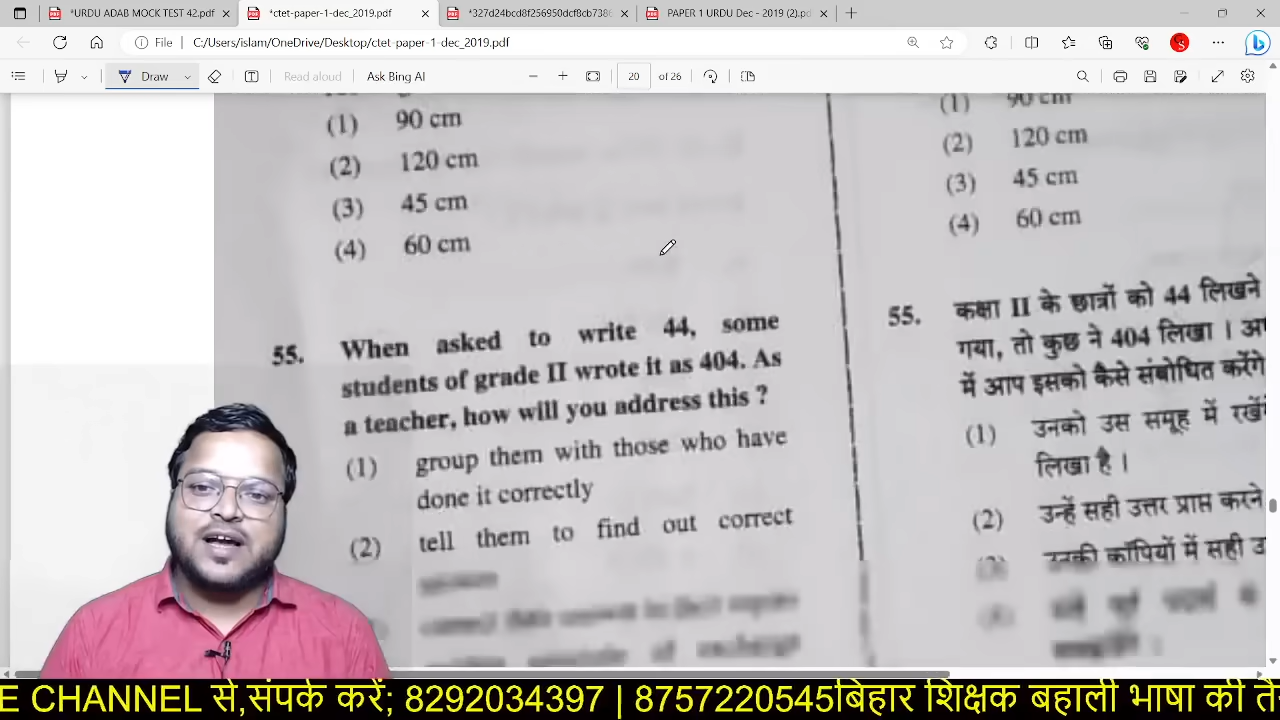 *URDU ADAB MOCK TEST 42.pdf
*ctet-paper-1-dec_2019.pdf
*327d24bcd8f256950dcf8cb7386
PAPER 1 URDU Dec - 2019 (2).pdf
File
C:/Users/islam/OneDrive/Desktop/ctet-paper-1-dec_2019.pdf
Draw
Read aloud
Ask Bing AI
20 of 26
(1) 90 cm
(2) 120 cm
(3) 45 cm
(4) 60 cm
55. When asked to write 44, some
students of grade II wrote it as 404. As
a teacher, how will you address this ?
(1) group them with those who have
done it correctly
(2) tell them to find out correct
(1) 90 cm
(2) 120 cm
(3) 45 cm
(4) 60 cm
55. कक्षा II के छात्रों को 44 लिखने
गया, तो कुछ ने 404 लिखा ।
में आप इसको कैसे संबोधित करेंगे
(1) उनको उस समूह में रखें
लिखा है ।
(2) उन्हें सही उत्तर प्राप्त करने
उनकी कॉपियों में सही
E CHANNEL से,संपर्क करें; 8292034397 | 8757220545बिहार शिक्षक बहाली भाषा की तै